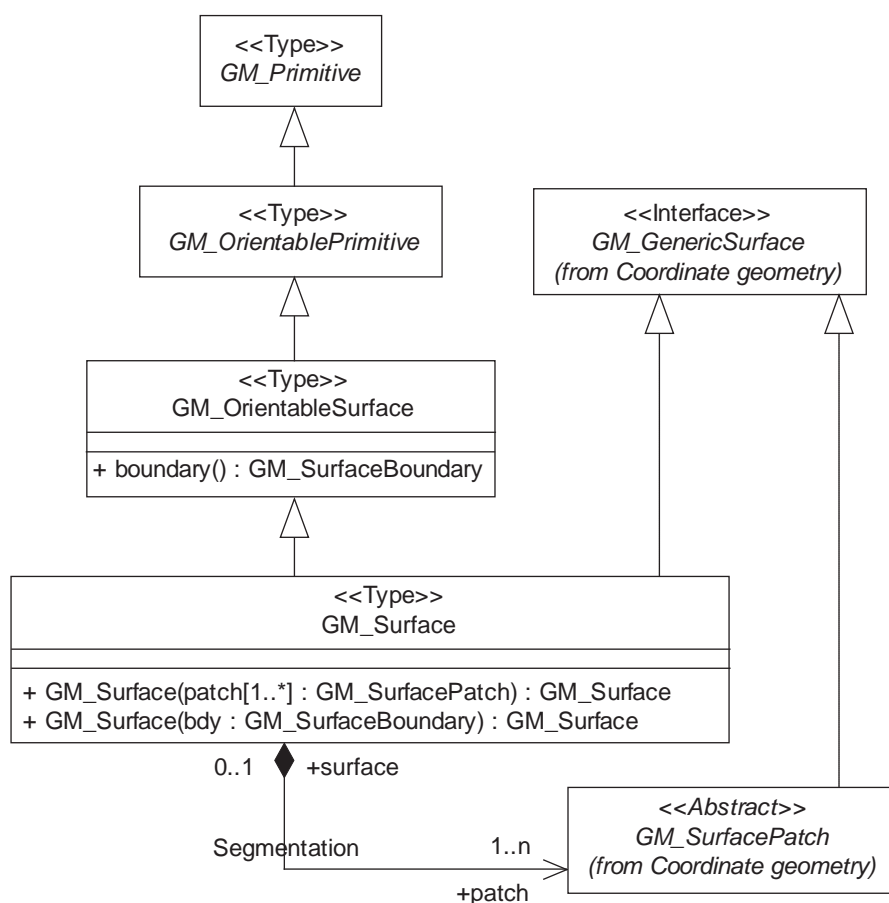 <<Type>>
GM_Primitive
<<Type>>
GM_OrientablePrimitive
<<Interface>>
GM_GenericSurface
(from Coordinate geometry)
<<Type>>
GM_OrientableSurface
+ boundary() : GM_SurfaceBoundary
<<Type>>
GM_Surface
+ GM_Surface(patch[1..*] : GM_SurfacePatch) : GM_Surface
+ GM_Surface(bdy : GM_SurfaceBoundary) : GM_Surface
0..1 +surface
Segmentation
1..n
+patch
<<Abstract>>
GM_SurfacePatch
(from Coordinate geometry)